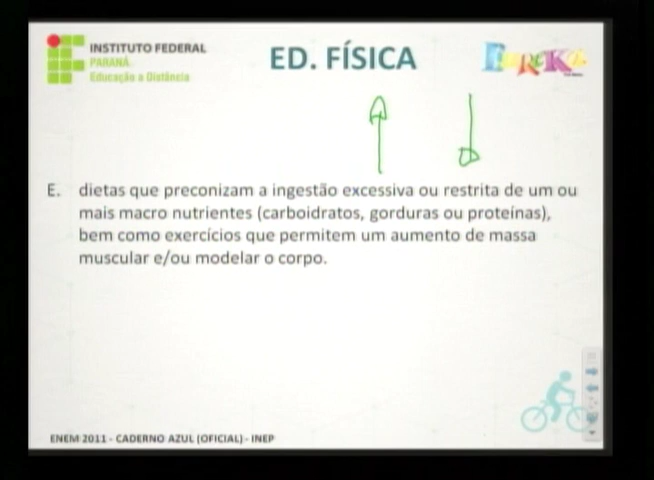 INSTITUTO FEDERAL
PARANÁ
Educação a Distância
ED. FÍSICA
EUREKA
E. dietas que preconizam a ingestão excessiva ou restrita de um ou
mais macro nutrientes (carboidratos, gorduras ou proteínas),
bem como exercícios que permitem um aumento de massa
muscular e/ou modelar o corpo.
ENEM 2011 - CADERNO AZUL (OFICIAL) - INEP